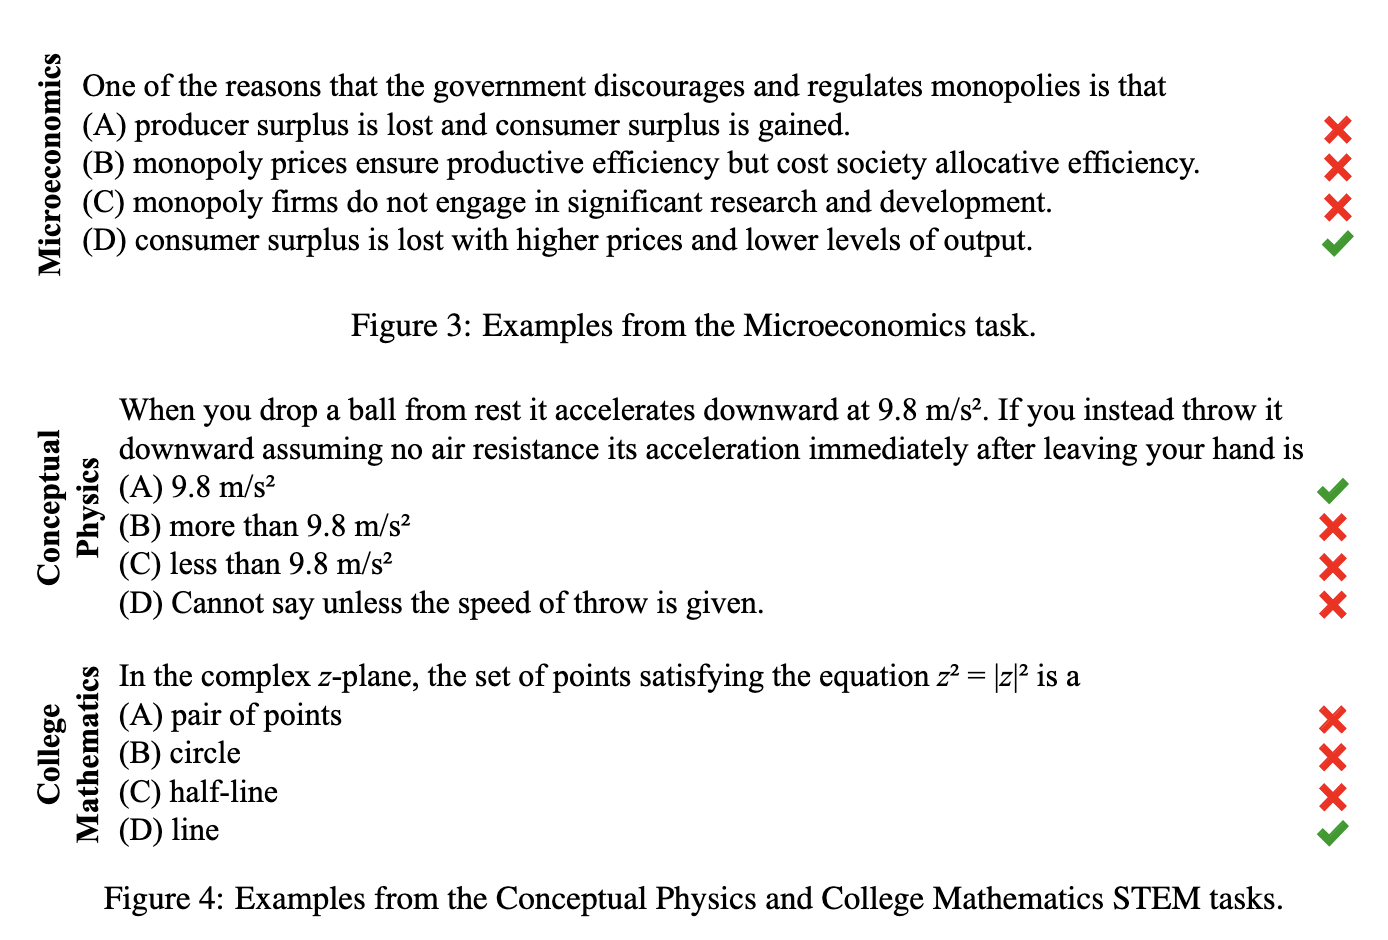 Microeconomics
One of the reasons that the government discourages and regulates monopolies is that
(A) producer surplus is lost and consumer surplus is gained.
(B) monopoly prices ensure productive efficiency but cost society allocative efficiency.
(C) monopoly firms do not engage in significant research and development.
(D) consumer surplus is lost with higher prices and lower levels of output.
Figure 3: Examples from the Microeconomics task.
Conceptual
Physics
When you drop a ball from rest it accelerates downward at 9.8 m/s². If you instead throw it
downward assuming no air resistance its acceleration immediately after leaving your hand is
(A) 9.8 m/s²
(B) more than 9.8 m/s²
(C) less than 9.8 m/s²
(D) Cannot say unless the speed of throw is given.
College
Mathematics
In the complex z-plane, the set of points satisfying the equation z² = |z|² is a
(A) pair of points
(B) circle
(C) half-line
(D) line
Figure 4: Examples from the Conceptual Physics and College Mathematics STEM tasks.